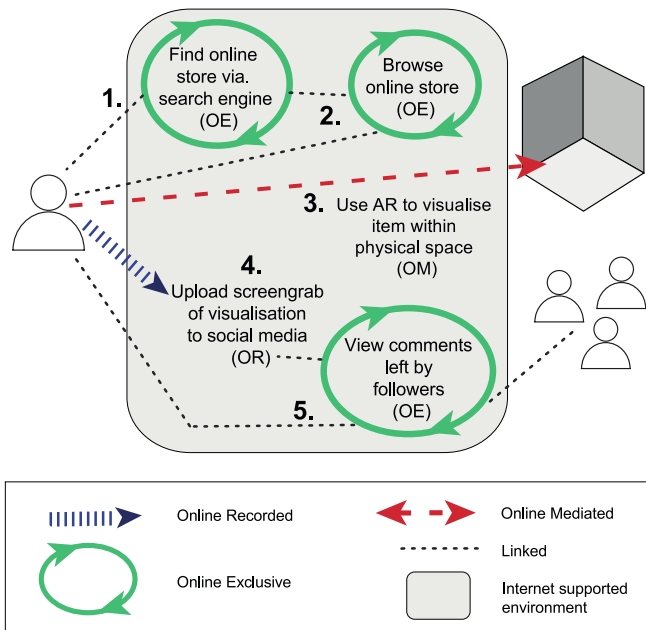 1.
Find online
store via.
search engine
(OE)
2.
Browse
online store
(OE)
3.
Use AR to visualise
item within
physical space
(OM)
4.
Upload screengrab
of visualisation
to social media
(OR)
5.
View comments
left by
followers
(OE)
Online Recorded
Online Mediated
Linked
Online Exclusive
Internet supported
environment